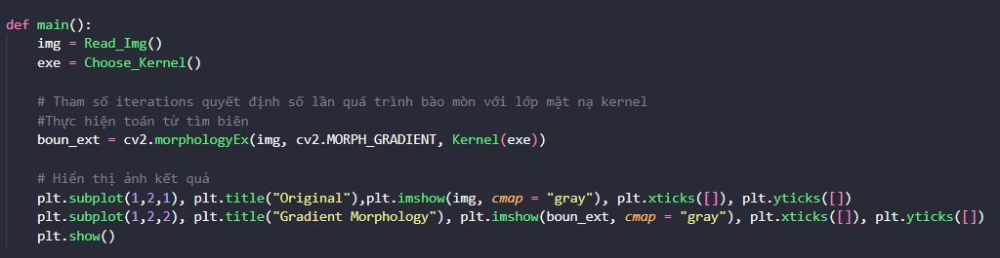 def main():
    img = Read_Img()
    exe = Choose_Kernel()
    # Tham số iterations quyết định số lần quá trình bào mòn với lớp mặt nạ kernel
    #Thực hiện toán tử tìm biên
    boun_ext = cv2.morphologyEx(img, cv2.MORPH_GRADIENT, Kernel(exe))
    # Hiển thị ảnh kết quả
    plt.subplot(1,2,1), plt.title("Original"),plt.imshow(img, cmap = "gray"), plt.xticks([]), plt.yticks([])
    plt.subplot(1,2,2), plt.title("Gradient Morphology"), plt.imshow(boun_ext, cmap = "gray"), plt.xticks([]), plt.yticks([])
    plt.show()